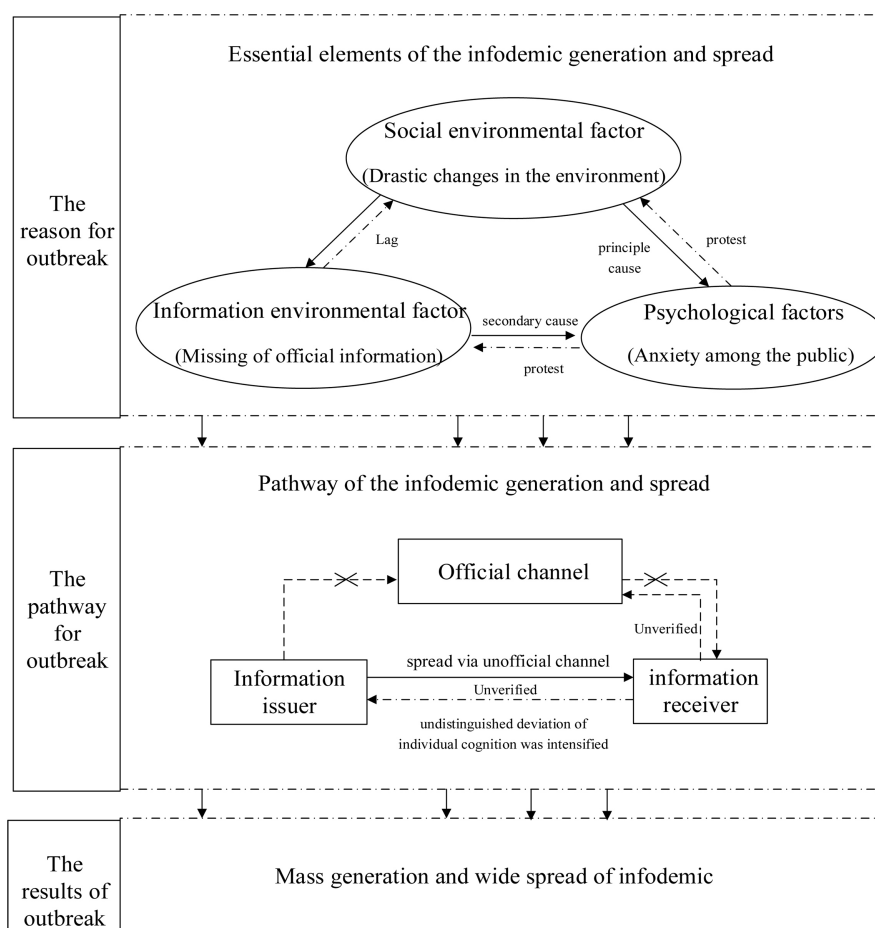 Essential elements of the infodemic generation and spread
Social environmental factor
(Drastic changes in the environment)
The
reason for
outbreak
Lag
principle
cause
protest
Information environmental factor
(Missing of official information)
secondary cause
protest
Psychological factors
(Anxiety among the public)
Pathway of the infodemic generation and spread
The
pathway
for
outbreak
Official channel
Unverified
Information
issuer
spread via unofficial channel
Unverified
undistinguished deviation of
individual cognition was intensified
information
receiver
The
results of
outbreak
Mass generation and wide spread of infodemic